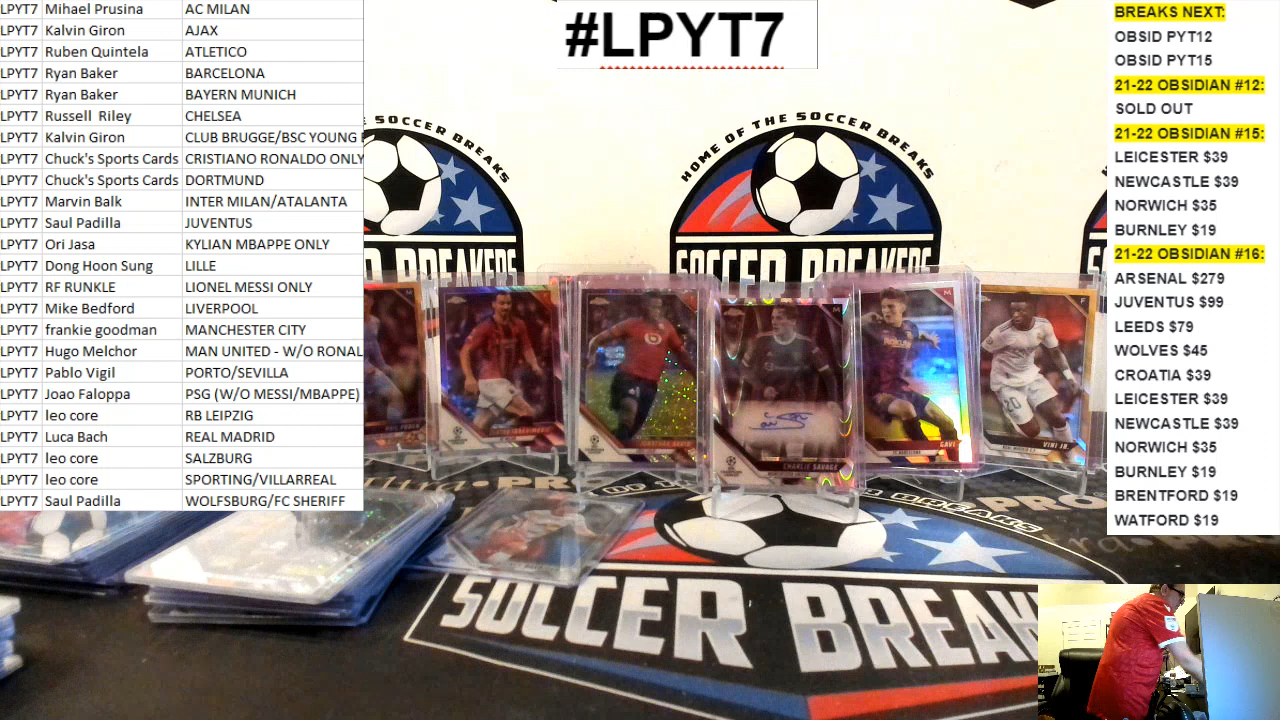 LPYT7 Mihael Prusina AC MILAN
LPYT7 Kalvin Giron AJAX
LPYT7 Ruben Quintela ATLETICO
LPYT7 Ryan Baker BARCELONA
LPYT7 Ryan Baker BAYERN MUNICH
LPYT7 Russell Riley CHELSEA
LPYT7 Kalvin Giron CLUB BRUGGE/BSC YOUNG
LPYT7 Chuck's Sports Cards CRISTIANO RONALDO ONLY
LPYT7 Chuck's Sports Cards DORTMUND
LPYT7 Marvin Balk INTER MILAN/ATALANTA
LPYT7 Saul Padilla JUVENTUS
LPYT7 Ori Jasa KYLIAN MBAPPE ONLY
LPYT7 Dong Hoon Sung LILLE
LPYT7 RF RUNKLE LIONEL MESSI ONLY
LPYT7 Mike Bedford LIVERPOOL
LPYT7 frankie goodman MANCHESTER CITY
LPYT7 Hugo Melchor MAN UNITED - W/O RONAL
LPYT7 Pablo Vigil PORTO/SEVILLA
LPYT7 Joao Faloppa PSG (W/O MESSI/MBAPPE)
LPYT7 leo core RB LEIPZIG
LPYT7 Luca Bach REAL MADRID
LPYT7 leo core SALZBURG
LPYT7 leo core SPORTING/VILLARREAL
LPYT7 Saul Padilla WOLFSBURG/FC SHERIFF
#LPYT7
SOCCER BREAKS
SOCCER BREAKERS
HOME OF THE SOCCER BREAKS
SOCCER BREAKERS
PHIL FODEN
JONATHAN DAVID
CHARLIE SAVAGE
GAVI
VINI JR.
20
SOCCER BREAK
BREAKS NEXT:
OBSID PYT12
OBSID PYT15
21-22 OBSIDIAN #12:
SOLD OUT
21-22 OBSIDIAN #15:
LEICESTER $39
NEWCASTLE $39
NORWICH $35
BURNLEY $19
21-22 OBSIDIAN #16:
ARSENAL $279
JUVENTUS $99
LEEDS $79
WOLVES $45
CROATIA $39
LEICESTER $39
NEWCASTLE $39
NORWICH $35
BURNLEY $19
BRENTFORD $19
WATFORD $19